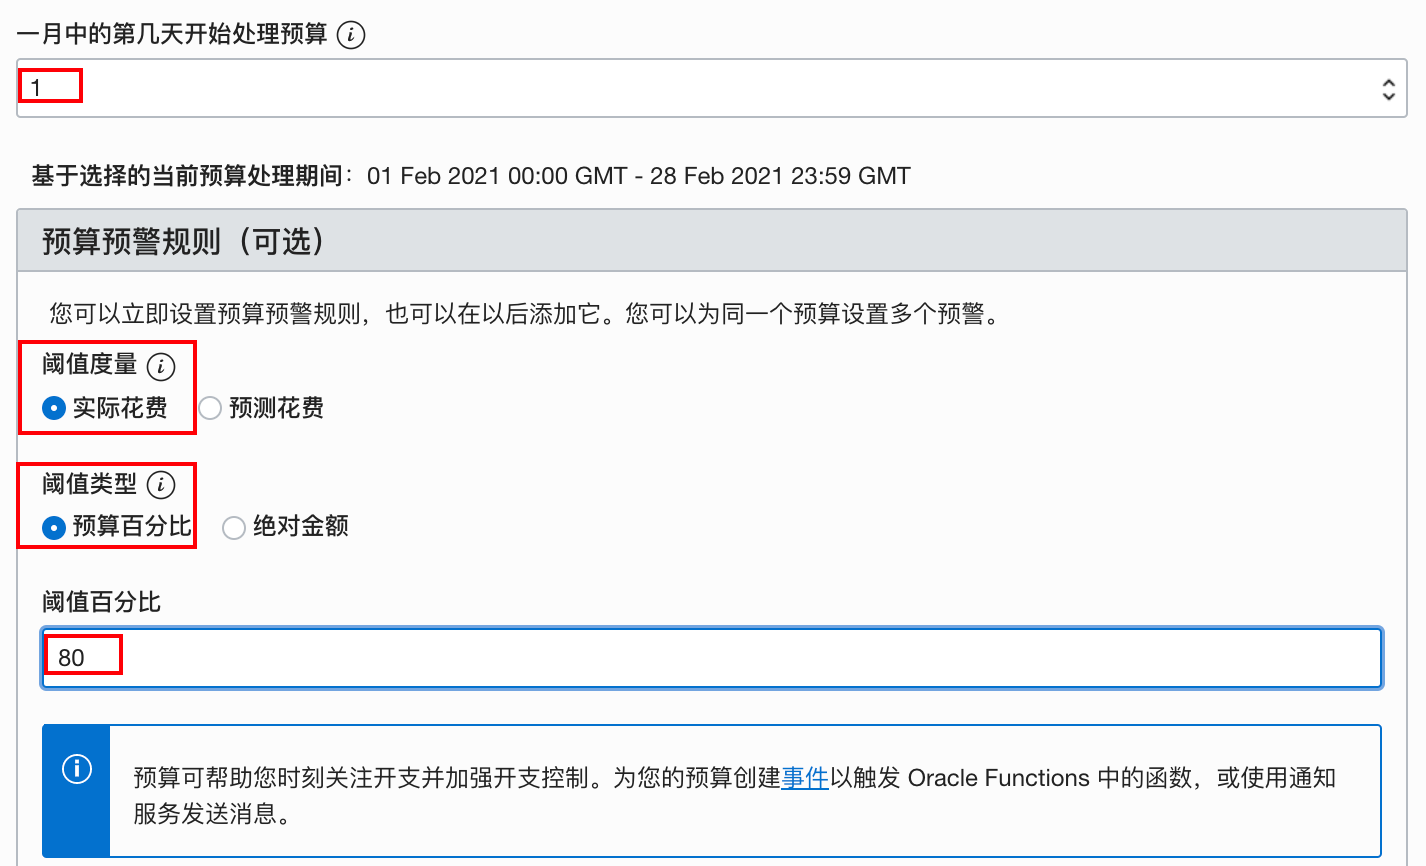 一月中的第几天开始处理预算
1
基于选择的当前预算处理期间：01 Feb 2021 00:00 GMT - 28 Feb 2021 23:59 GMT
预算预警规则（可选）
您可以立即设置预算预警规则，也可以在以后添加它。您可以为同一个预算设置多个预警。
阈值度量
实际花费 预测花费
阈值类型
预算百分比 绝对金额
阈值百分比
80
预算可帮助您时刻关注开支并加强开支控制。为您的预算创建事件以触发 Oracle Functions 中的函数，或使用通知
服务发送消息。